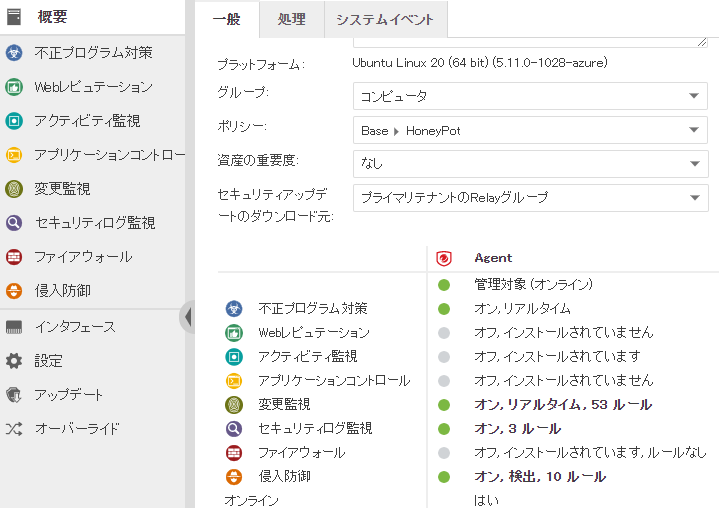 概要
不正プログラム対策
Webレピュテーション
アクティビティ監視
アプリケーションコントロー
変更監視
セキュリティログ監視
ファイアウォール
侵入防御
インタフェース
設定
アップデート
オーバーライド
一般 処理 システムイベント
プラットフォーム: Ubuntu Linux 20 (64 bit) (5.11.0-1028-azure)
グループ: コンピュータ
ポリシー: Base HoneyPot
資産の重要度: なし
セキュリティアップデ プライマリテナントのRelayグループ
ートのダウンロード元:
Agent
管理対象 (オンライン)
不正プログラム対策 オン, リアルタイム
Webレピュテーション オフ, インストールされていません
アクティビティ監視 オフ, インストールされています
アプリケーションコントロール オフ, インストールされていません
変更監視 オン, リアルタイム, 53 ルール
セキュリティログ監視 オン, 3 ルール
ファイアウォール オフ, インストールされています, ルールなし
侵入防御 オン, 検出, 10 ルール
オンライン はい